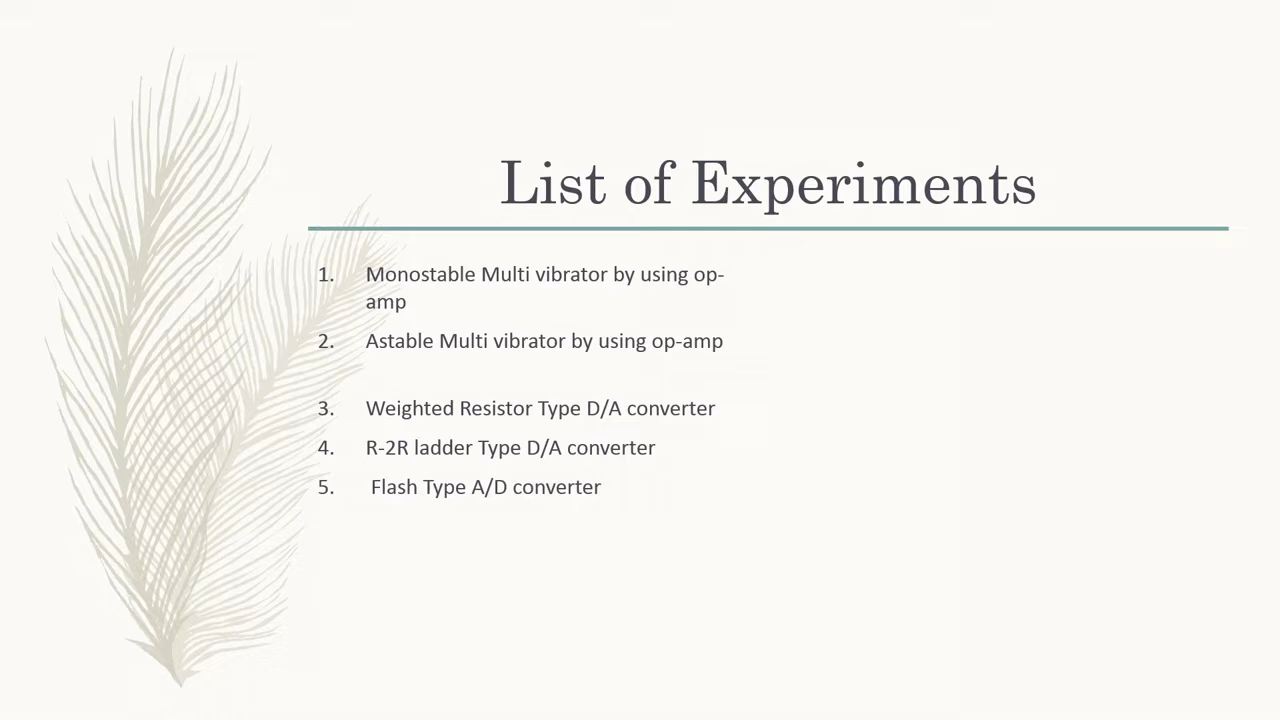 List of Experiments
1. Monostable Multi vibrator by using op-
amp
2. Astable Multi vibrator by using op-amp
3. Weighted Resistor Type D/A converter
4. R-2R ladder Type D/A converter
5. Flash Type A/D converter